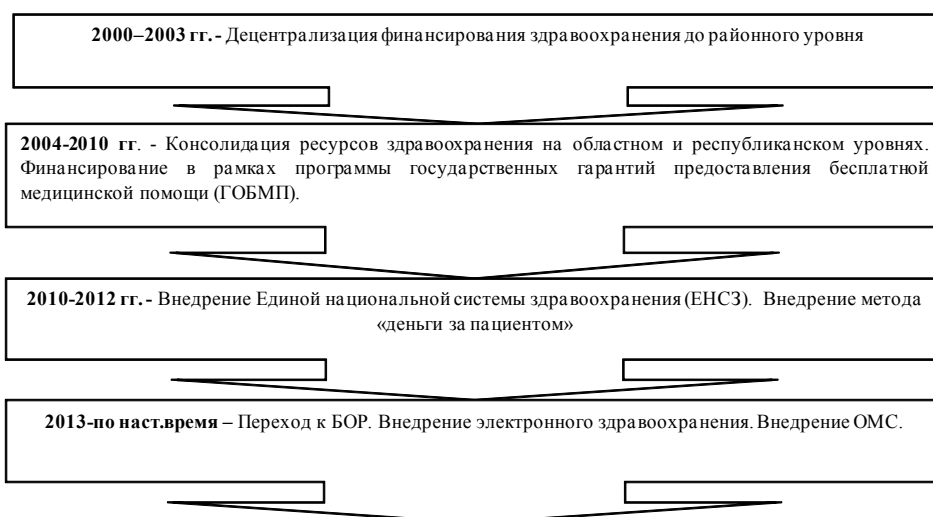 2000–2003 гг. - Децентрализация финансирования здравоохранения до районного уровня
2004-2010 гг. - Консолидация ресурсов здравоохранения на областном и республиканском уровнях.
Финансирование в рамках программы государственных гарантий предоставления бесплатной
медицинской помощи (ГОБМП).
2010-2012 гг. - Внедрение Единой национальной системы здравоохранения (ЕНСЗ). Внедрение метода
«деньги за пациентом»
2013-по наст.время – Переход к БОР. Внедрение электронного здравоохранения. Внедрение ОМС.